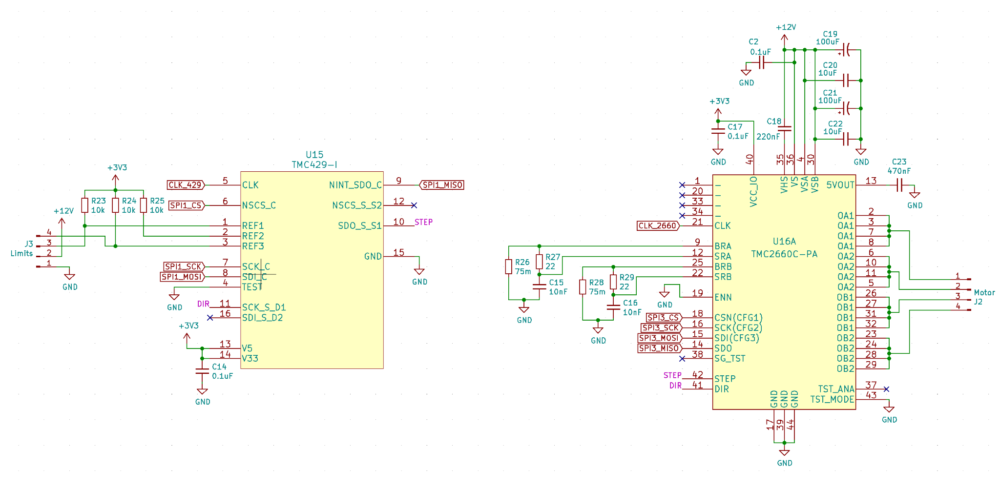 +3V3
R23
10k
R24
10k
R25
10k
+12V
J3
Limits
4
3
2
1
GND
CLK_429
SPI1_CS
SPI1_SCK
SPI1_MOSI
GND
DIR
+3V3
C14
0.1uF
GND
U15
TMC429-I
5 CLK
6 NSCS_C
1 REF1
2 REF2
3 REF3
7 SCK_C
8 SDI_C
4 TEST
11 SCK_S_D1
16 SDI_S_D2
13 V5
14 V33
NINT_SDO_C 9
SPI1_MISO
NSCS_S_S2 12
SDO_S_S1 10
STEP
GND 15
GND
+12V
C2
0.1uF
GND
C19
100uF
C20
10uF
C21
100uF
C22
10uF
GND
+3V3
C17
0.1uF
GND
C18
220nF
C23
470nF
GND
40 VCC_IO
35 VHS
36 VS
4 VSA
30 VSB
U16A
TMC2660C-PA
1 -
20 -
33 -
34 -
CLK_2660
21 CLK
9 BRA
12 SRA
25 BRB
22 SRB
19 ENN
R26
75m
R27
22
C15
10nF
GND
R28
75m
R29
22
C16
10nF
GND
GND
SPI3_CS
18 CSN(CFG1)
SPI3_SCK
16 SCK(CFG2)
SPI3_MOSI
15 SDI(CFG3)
SPI3_MISO
14 SDO
38 SG_TST
STEP
42 STEP
DIR
41 DIR
5VOUT 13
OA1 2
OA1 3
OA1 7
OA1 8
OA2 6
OA2 10
OA2 11
OA2 5
OB1 26
OB1 27
OB1 31
OB1 32
OB2 23
OB2 24
OB2 28
OB2 29
TST_ANA 37
TST_MODE 43
GND
1
2
3
4
Motor
J2
GND 17
GND 39
GND 44
GND